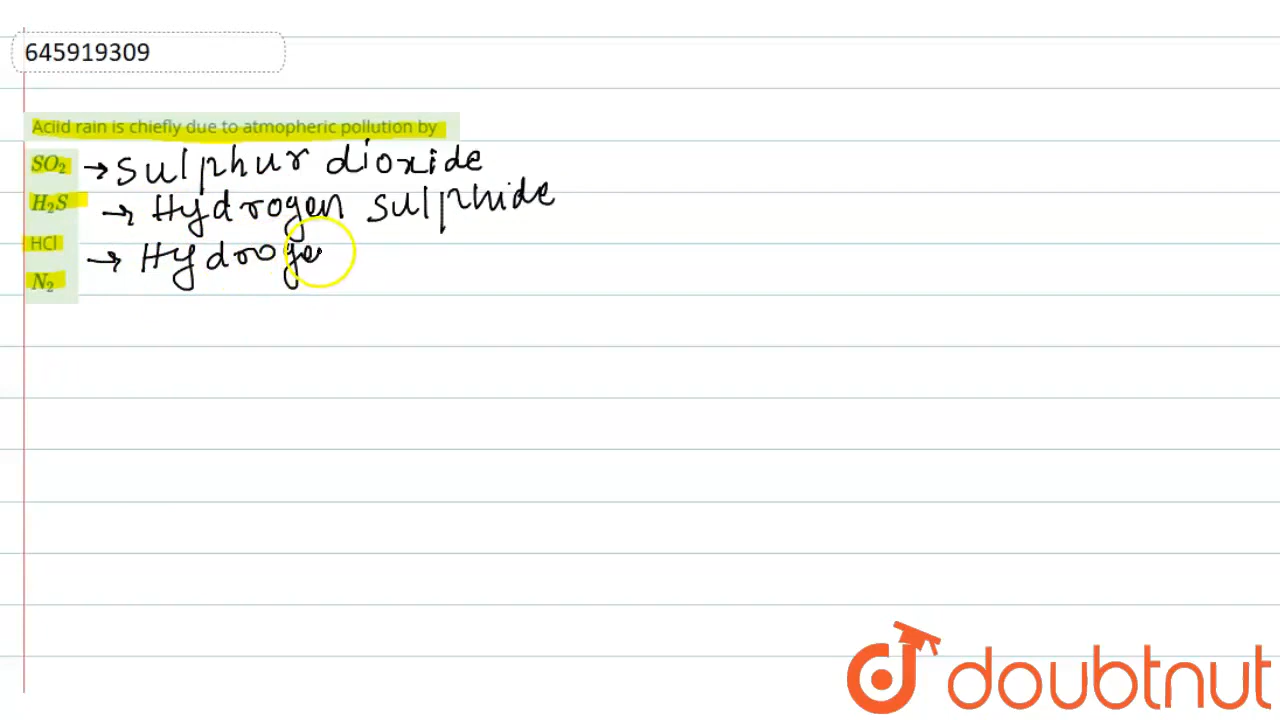 645919309
Aciid rain is chiefly due to atmopheric pollution by
SO₂ → Sulphur dioxide
H₂S → Hydrogen sulphide
HCl → Hydroge
N₂
doubtnut